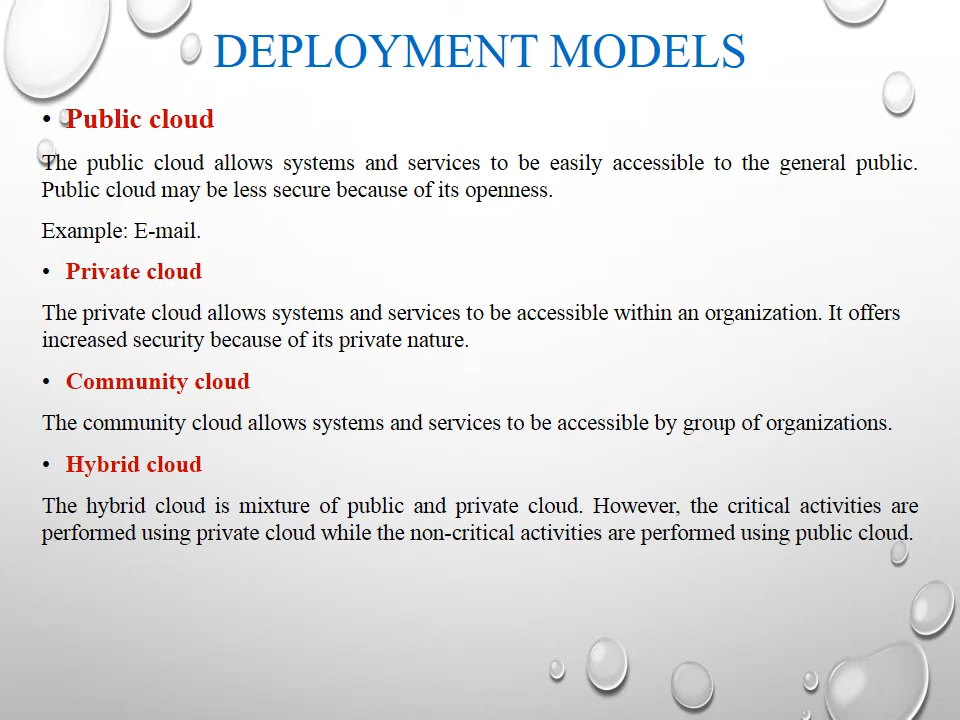 DEPLOYMENT MODELS
• Public cloud
The public cloud allows systems and services to be easily accessible to the general public.
Public cloud may be less secure because of its openness.
Example: E-mail.
• Private cloud
The private cloud allows systems and services to be accessible within an organization. It offers
increased security because of its private nature.
• Community cloud
The community cloud allows systems and services to be accessible by group of organizations.
• Hybrid cloud
The hybrid cloud is mixture of public and private cloud. However, the critical activities are
performed using private cloud while the non-critical activities are performed using public cloud.